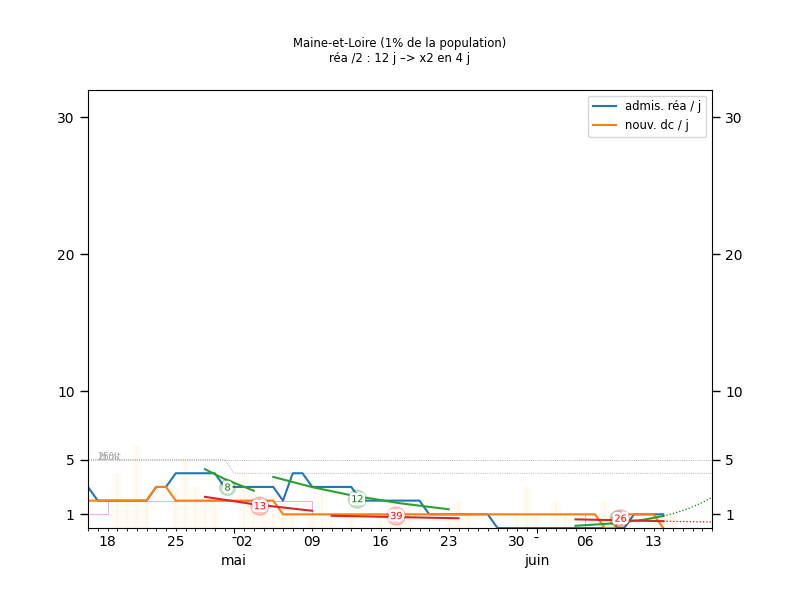 Maine-et-Loire (1% de la population)
réa /2 : 12 j –> x2 en 4 j
admis. réa / j
nouv. dc / j
30 30
20 20
10 10
5 5
1 1
8
13
12
39
26
18 25 02 09 16 23 30 06 13
mai juin